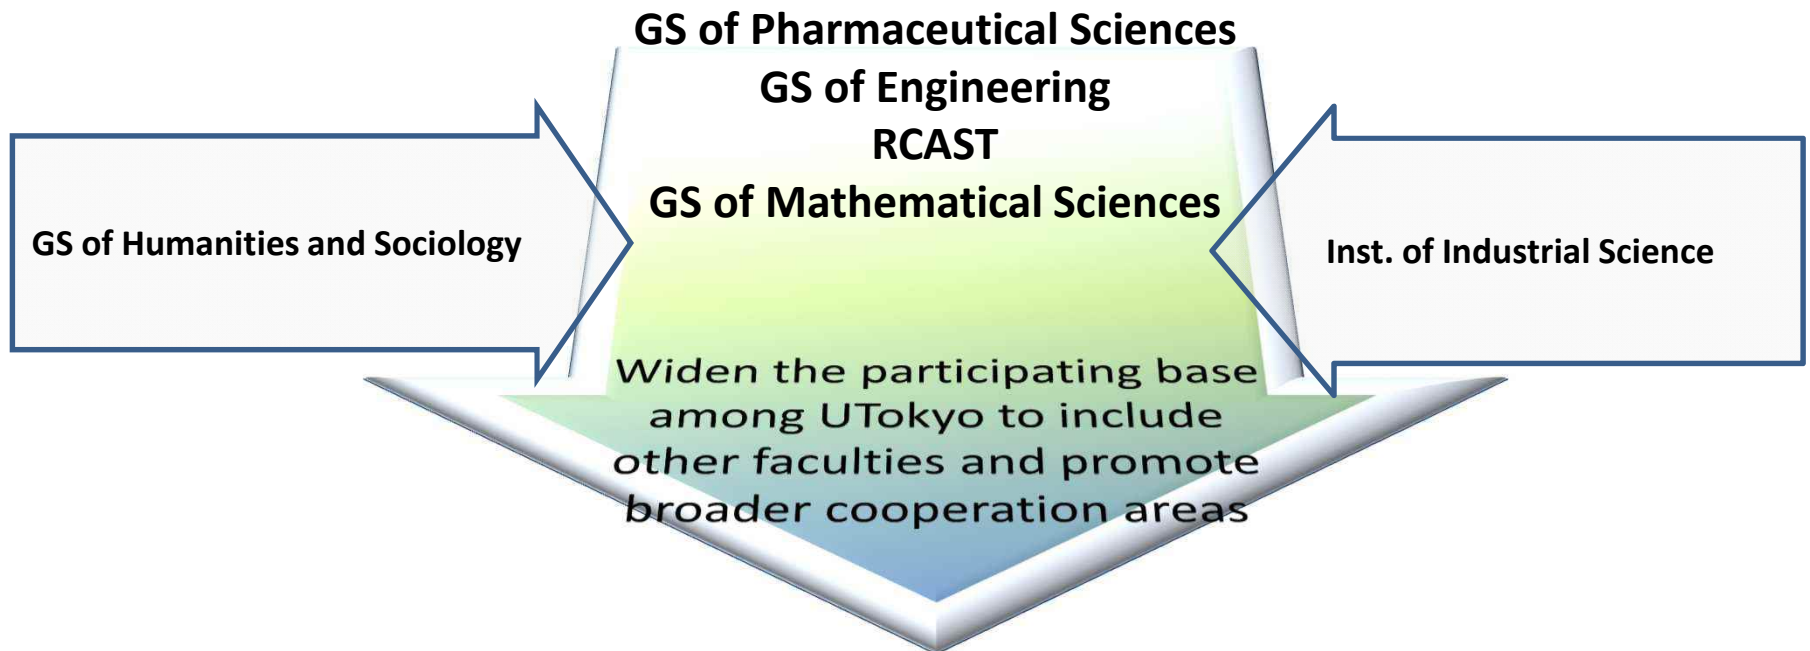 GS of Pharmaceutical Sciences
GS of Engineering
RCAST
GS of Mathematical Sciences
GS of Humanities and Sociology
Inst. of Industrial Science
Widen the participating base
among UTokyo to include
other faculties and promote
broader cooperation areas